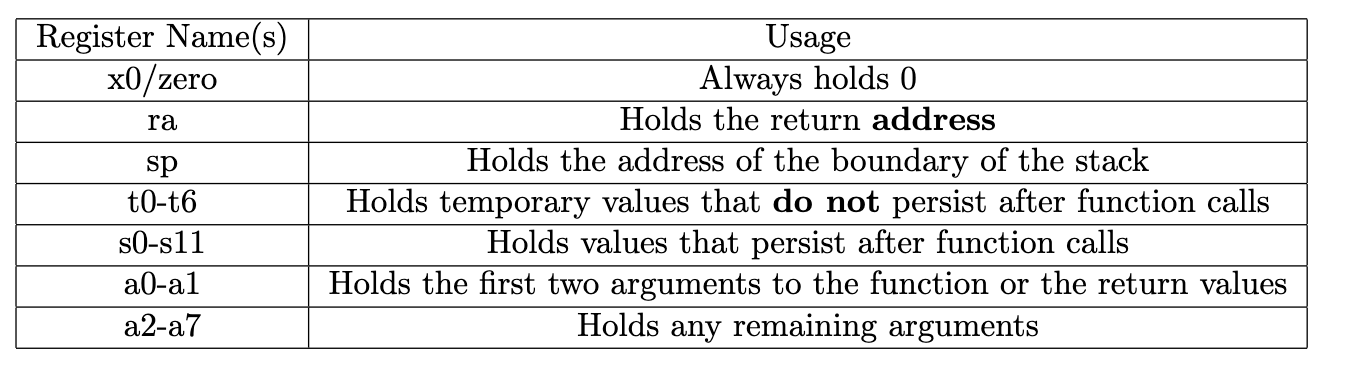 Register Name(s) Usage
x0/zero Always holds 0
ra Holds the return address
sp Holds the address of the boundary of the stack
t0-t6 Holds temporary values that do not persist after function calls
s0-s11 Holds values that persist after function calls
a0-a1 Holds the first two arguments to the function or the return values
a2-a7 Holds any remaining arguments